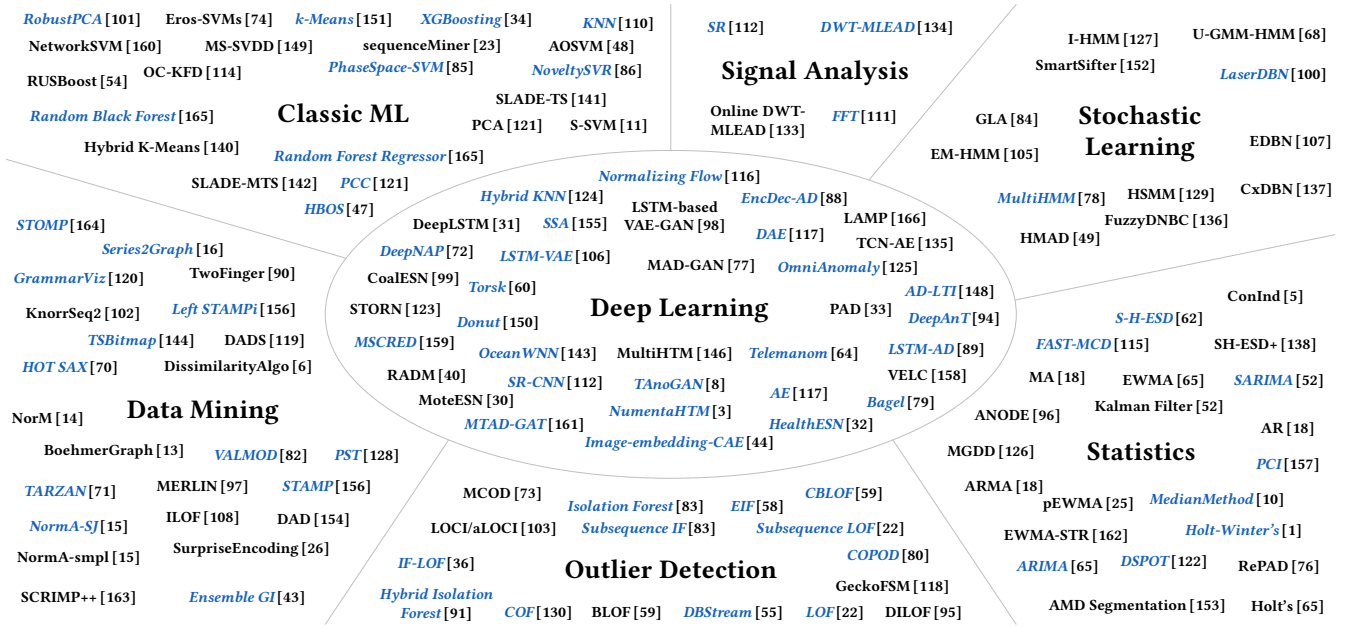 RobustPCA [101] Eros-SVMs [74] k-Means [151] XGBoosting [34] KNN [110]
NetworkSVM [160] MS-SVDD [149] sequenceMiner [23] AOSVM [48]
RUSBoost [54] OC-KFD [114] PhaseSpace-SVM [85] NoveltySVR [86]
SLADE-TS [141]
Classic ML
Random Black Forest [165] PCA [121] S-SVM [11]
Hybrid K-Means [140] Random Forest Regressor [165]
SLADE-MTS [142] PCC [121]
HBOS [47]
SR [112] DWT-MLEAD [134]
Signal Analysis
Online DWT-
MLEAD [133] FFT [111]
I-HMM [127] U-GMM-HMM [68]
SmartSifter [152] LaserDBN [100]
GLA [84] Stochastic
Learning
EM-HMM [105] EDBN [107]
MultiHMM [78] HSMM [129] CxDBN [137]
FuzzyDNBC [136]
HMAD [49]
Normalizing Flow [116]
Hybrid KNN [124] LSTM-based
VAE-GAN [98] EncDec-AD [88]
DeepLSTM [31] SSA [155] LAMP [166]
DAE [117] TCN-AE [135]
DeepNAP [72] LSTM-VAE [106] MAD-GAN [77] OmniAnomaly [125]
CoalESN [99] Torsk [60] AD-LTI [148]
STORN [123] Deep Learning PAD [33] DeepAnT [94]
Donut [150]
MSCRED [159] OceanWNN [143] MultiHTM [146] Telemanom [64] LSTM-AD [89]
RADM [40] SR-CNN [112] TAnoGAN [8] AE [117] VELC [158]
MoteESN [30] NumentaHTM [3] Bagel [79]
MTAD-GAT [161] HealthESN [32]
Image-embedding-CAE [44]
STOMP [164]
Series2Graph [16]
GrammarViz [120] TwoFinger [90]
KnorrSeq2 [102] Left STAMPi [156]
TSBitmap [144] DADS [119]
HOT SAX [70] DissimilarityAlgo [6]
NorM [14] Data Mining
BoehmerGraph [13] VALMOD [82] PST [128]
TARZAN [71] MERLIN [97] STAMP [156]
NormA-SJ [15] ILOF [108] DAD [154]
NormA-smpl [15] SurpriseEncoding [26]
SCRIMP++ [163] Ensemble GI [43]
MCOD [73] Isolation Forest [83] EIF [58] CBLOF [59]
LOCI/aLOCI [103] Subsequence IF [83] Subsequence LOF [22]
IF-LOF [36] COPOD [80]
Outlier Detection
GeckoFSM [118]
Hybrid Isolation
Forest [91] COF [130] BLOF [59] DBStream [55] LOF [22] DILOF [95]
ConInd [5]
S-H-ESD [62]
FAST-MCD [115] SH-ESD+ [138]
MA [18] EWMA [65] SARIMA [52]
ANODE [96] Kalman Filter [52]
AR [18]
MGDD [126] Statistics PCI [157]
ARMA [18] pEWMA [25] MedianMethod [10]
EWMA-STR [162] Holt-Winter's [1]
ARIMA [65] DSPOT [122] RePAD [76]
AMD Segmentation [153] Holt's [65]